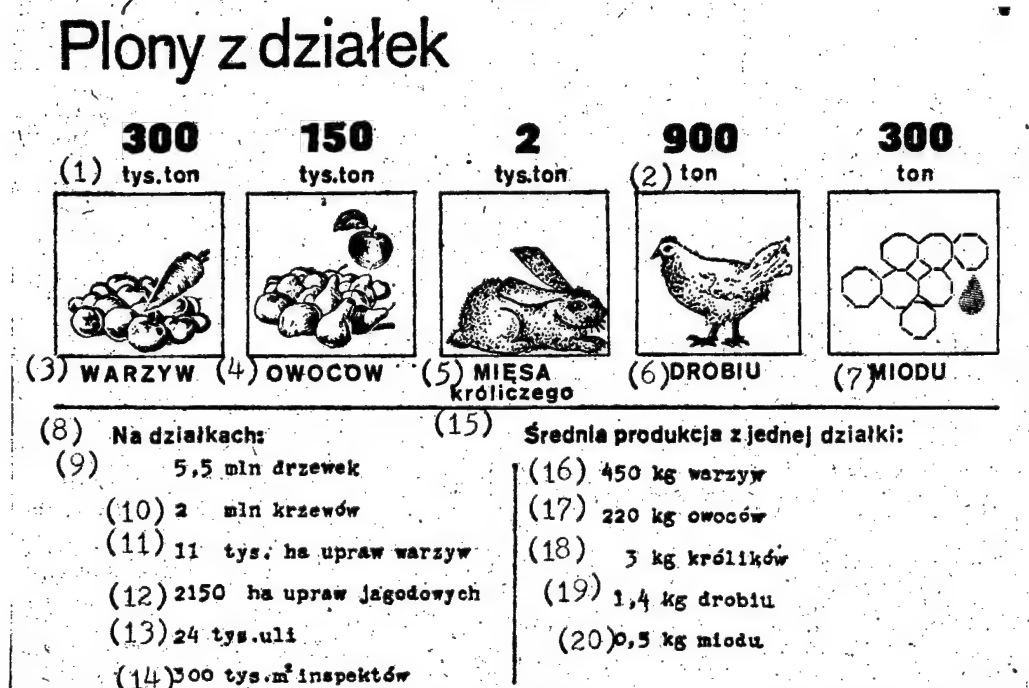 Plony z działek
300 150 2 900 300
(1) tys.ton tys.ton tys.ton (2) ton ton
(3) WARZYW (4) OWOCOW (5) MIĘSA (6) DROBIU (7) MIODU
króliczego
(8) Na działkach:
(9) 5,5 mln drzewek
(10) 2 mln krzewów
(11) 11 tys. ha upraw warzyw
(12) 2150 ha upraw jagodowych
(13) 24 tys.uli
(14) 300 tys.m² inspektów
(15) Średnia produkcja z jednej działki:
(16) 450 kg warzyw
(17) 220 kg owoców
(18) 3 kg królików
(19) 1,4 kg drobiu
(20) 0,5 kg miodu